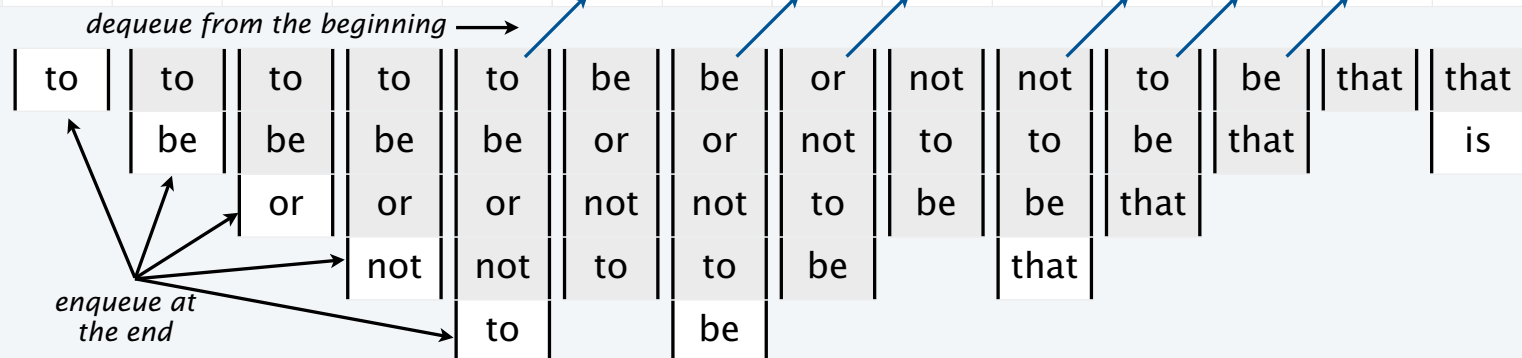 dequeue from the beginning
to to to to to be be or not not to be that that
be be be be or or not to to be that is
or or or not not to be be that
not not to to be that
enqueue at
the end
to be